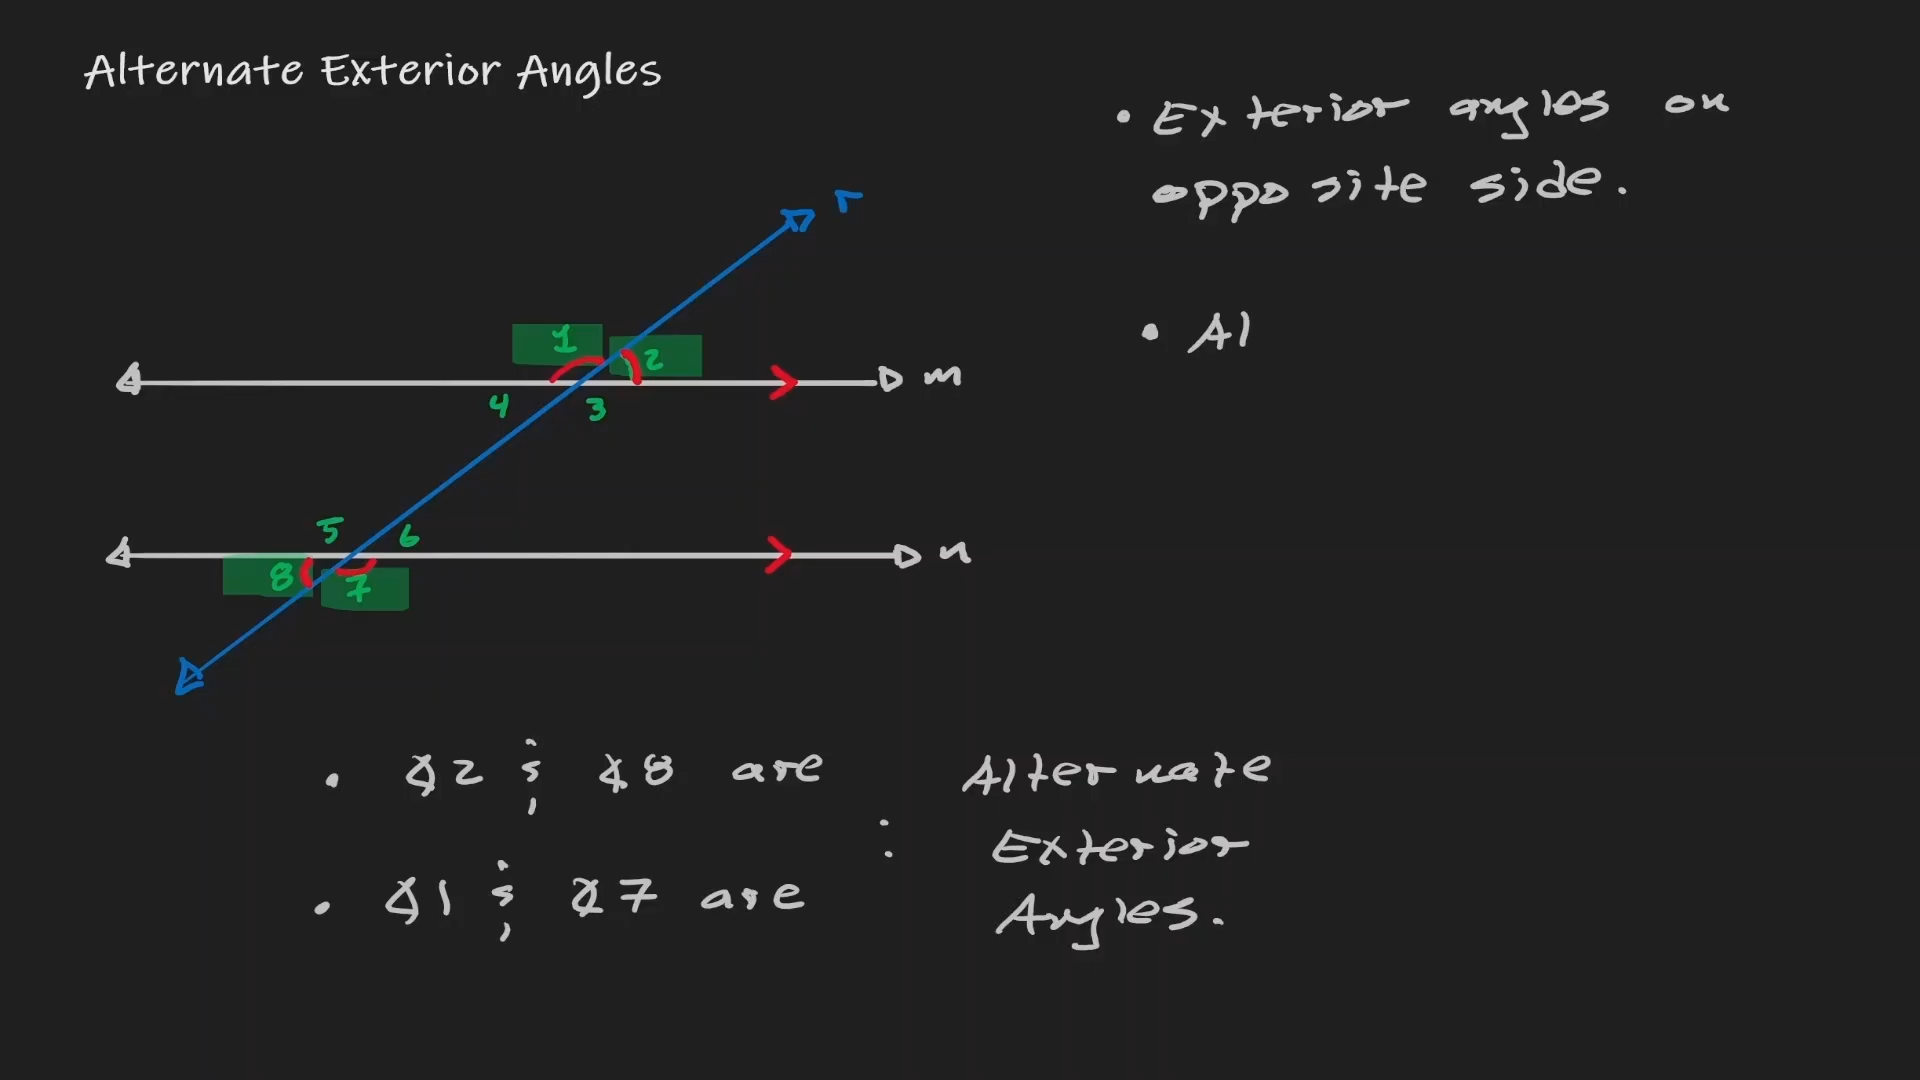 Alternate Exterior Angles
• Exterior angles on
opposite side.
• Al
r
1 2
m
4 3
5 6
n
8 7
• ∡2 ; ∡8 are
• ∡1 ; ∡7 are
: Alternate
Exterior
Angles.